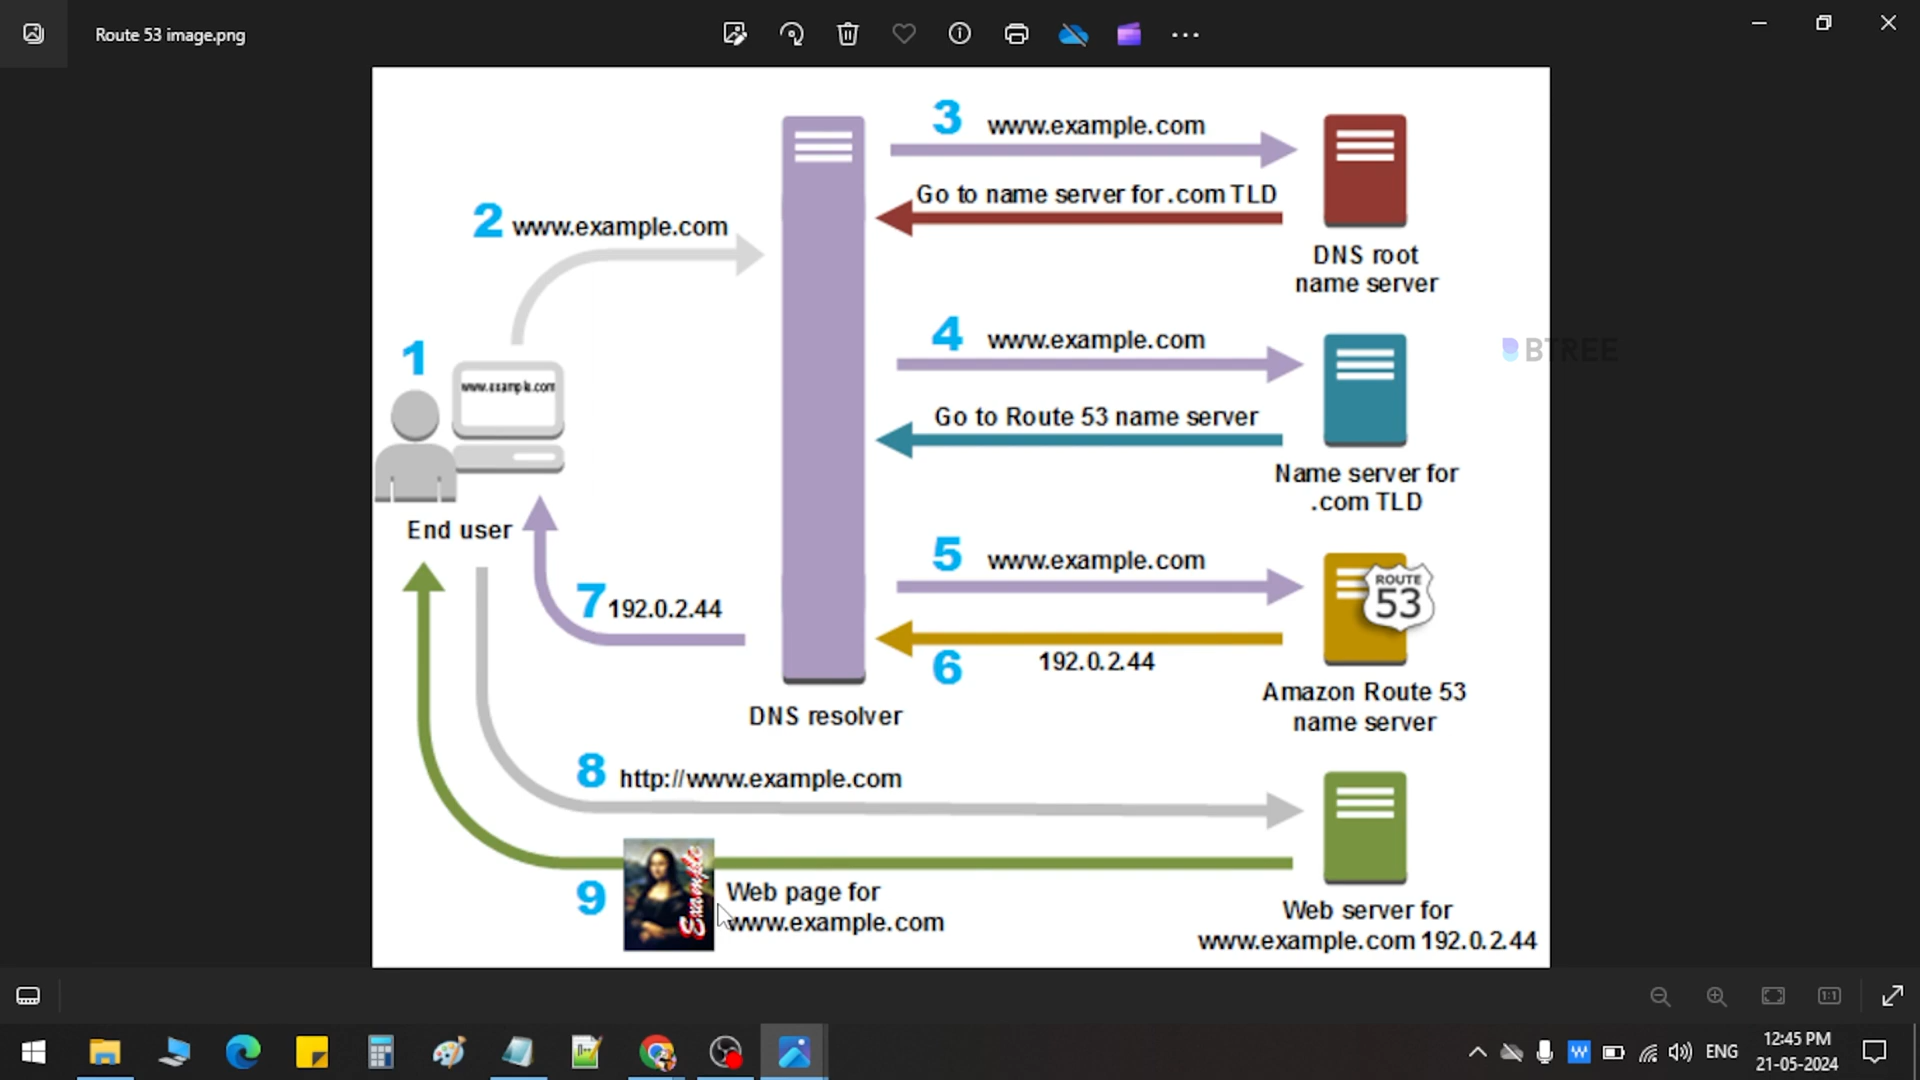 Route 53 image.png
3 www.example.com
Go to name server for .com TLD
DNS root
name server
2 www.example.com
1
www.example.com
End user
4 www.example.com
Go to Route 53 name server
Name server for
.com TLD
BTREE
5 www.example.com
ROUTE
53
6 192.0.2.44
Amazon Route 53
name server
7 192.0.2.44
DNS resolver
8 http://www.example.com
9 Example
Web page for
www.example.com
Web server for
www.example.com 192.0.2.44
1:1
W
ENG
12:45 PM
21-05-2024